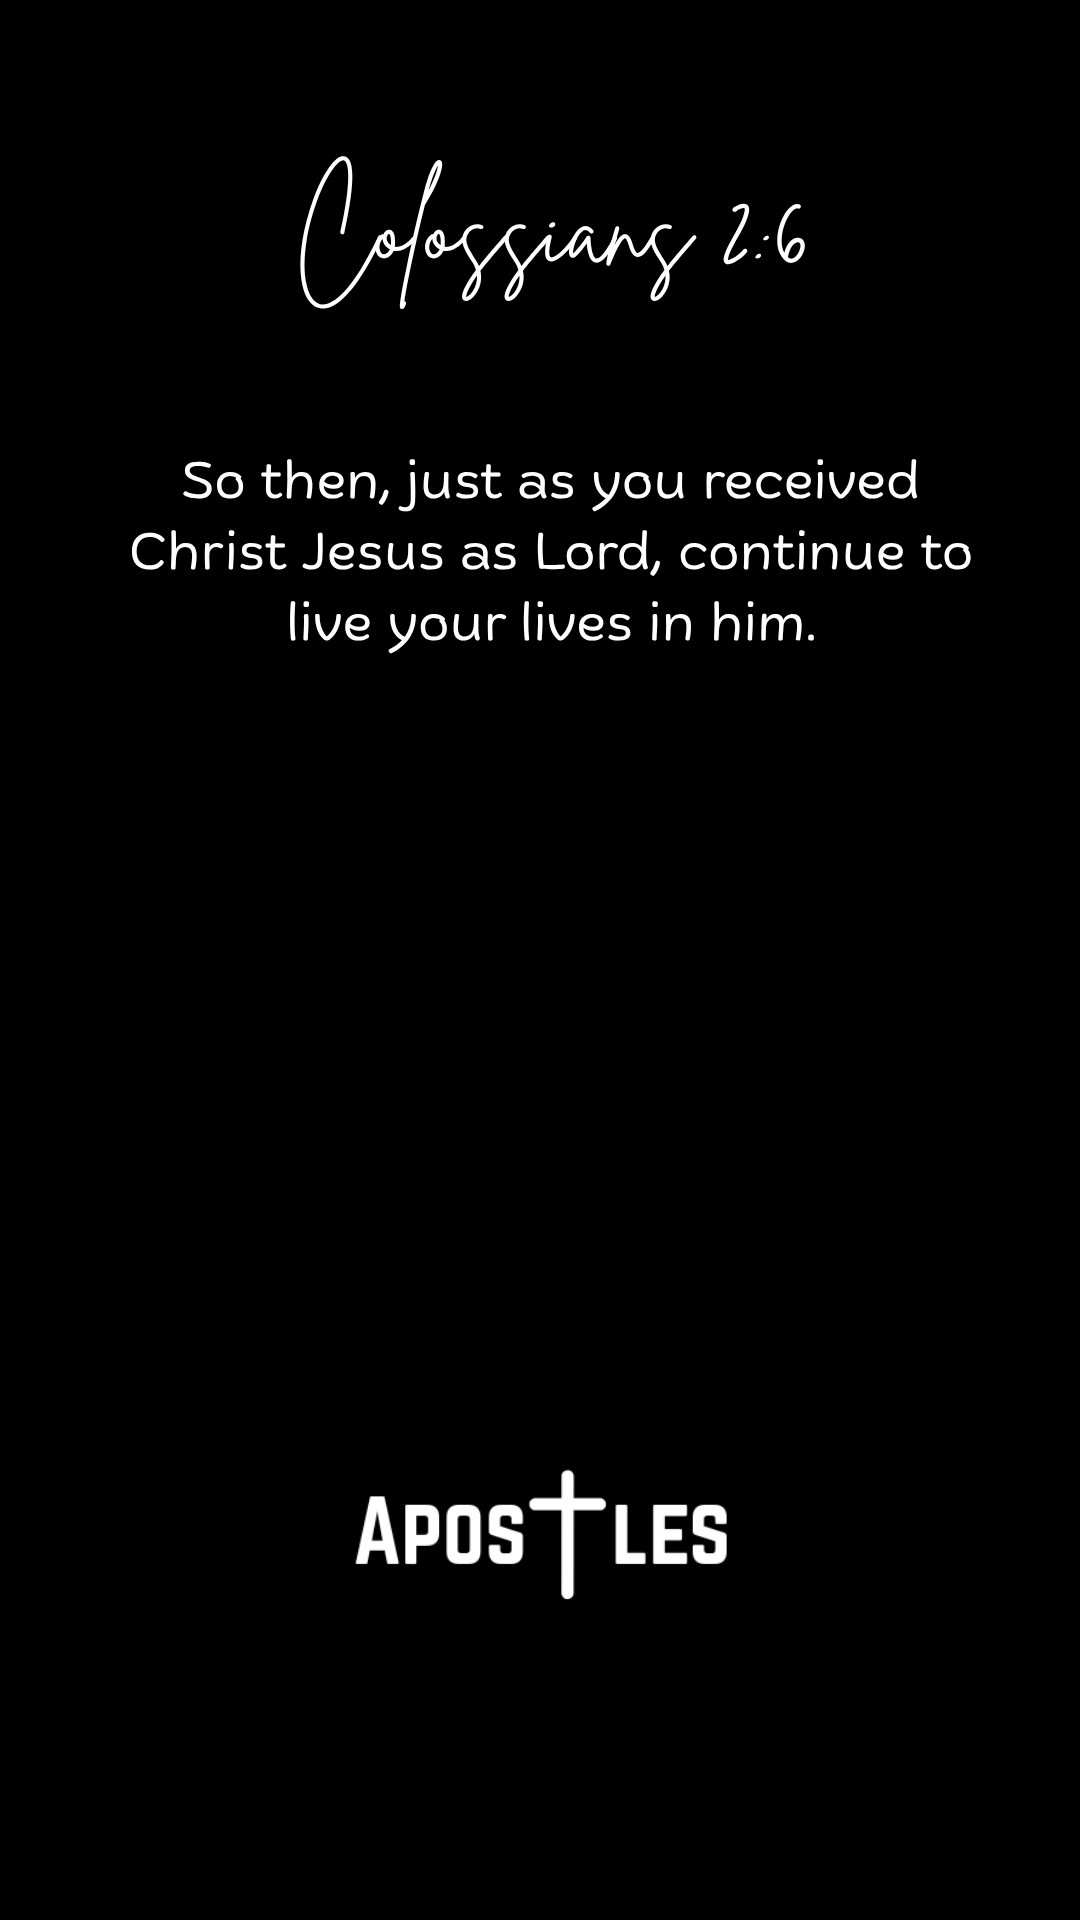 Colossians 2:6
So then, just as you received
Christ Jesus as Lord, continue to
live your lives in him.
APOSTLES